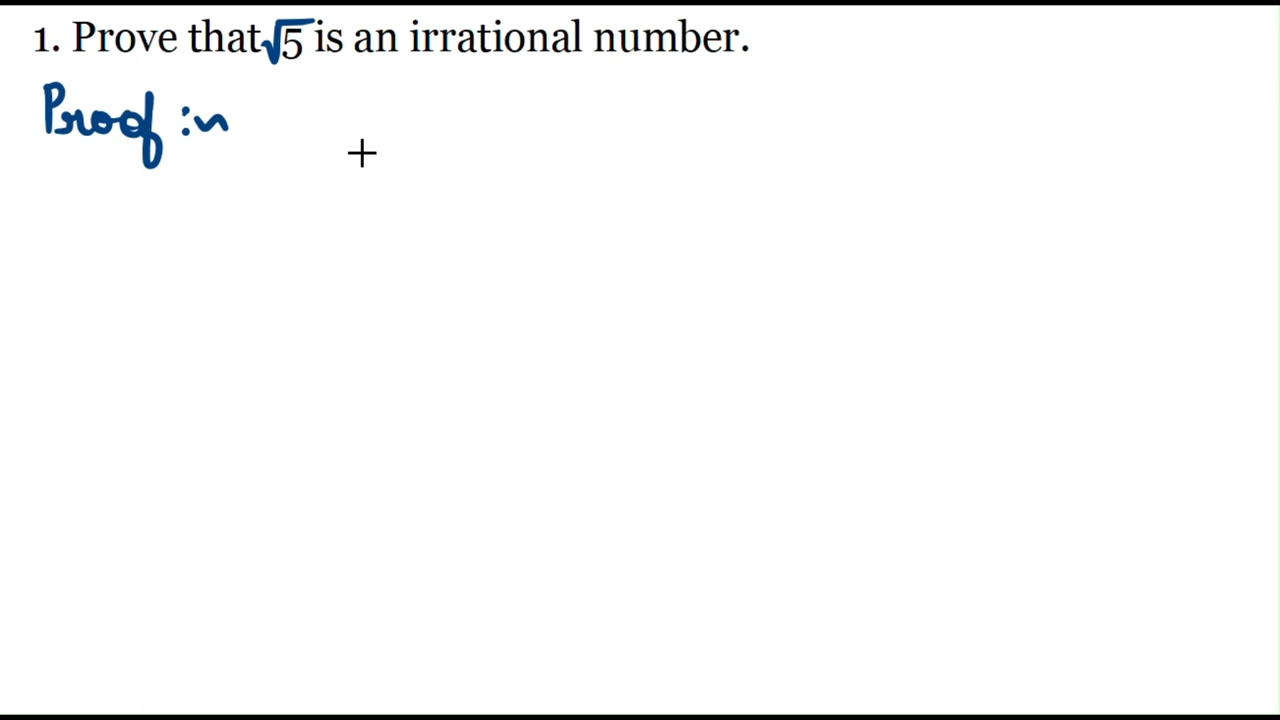 1. Prove that √5 is an irrational number.
Proof :~